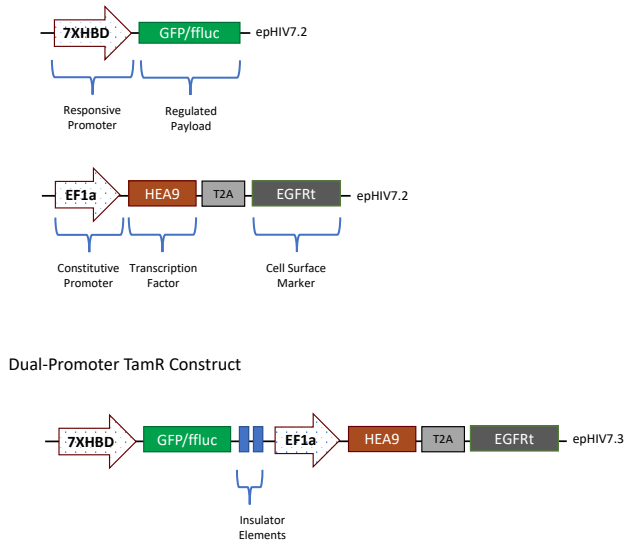 7XHBD GFP/ffluc epHIV7.2
Responsive Promoter
Regulated Payload
EF1a HEA9 T2A EGFRt epHIV7.2
Constitutive Promoter
Transcription Factor
Cell Surface Marker
Dual-Promoter TamR Construct
7XHBD GFP/ffluc EF1a HEA9 T2A EGFRt epHIV7.3
Insulator
Elements